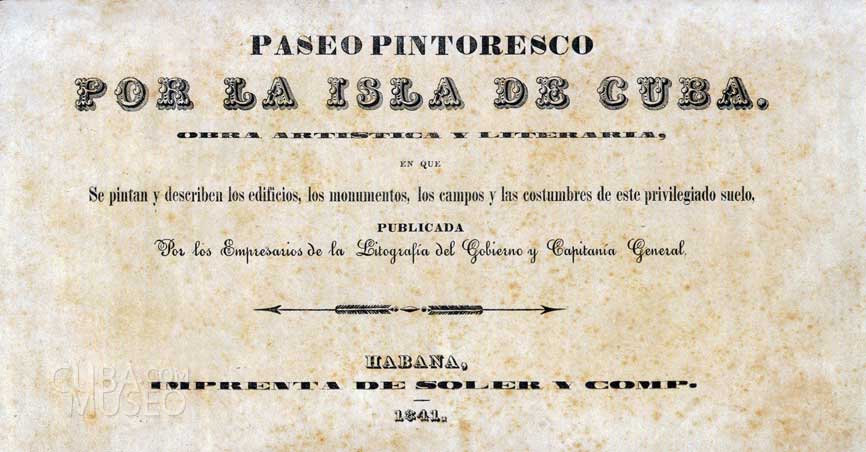 PASEO PINTORESCO
POR LA ISLA DE CUBA.
OBRA ARTISTICA Y LITERARIA,
EN QUE
Se pintan y describen los edificios, los monumentos, los campos y las costumbres de este privilegiado suelo,
PUBLICADA
Por los Empresarios de la Litografía del Gobierno y Capitanía General.
HABANA,
IMPRENTA DE SOLER Y COMP.
1841.
CUBA.COM
MUSEO